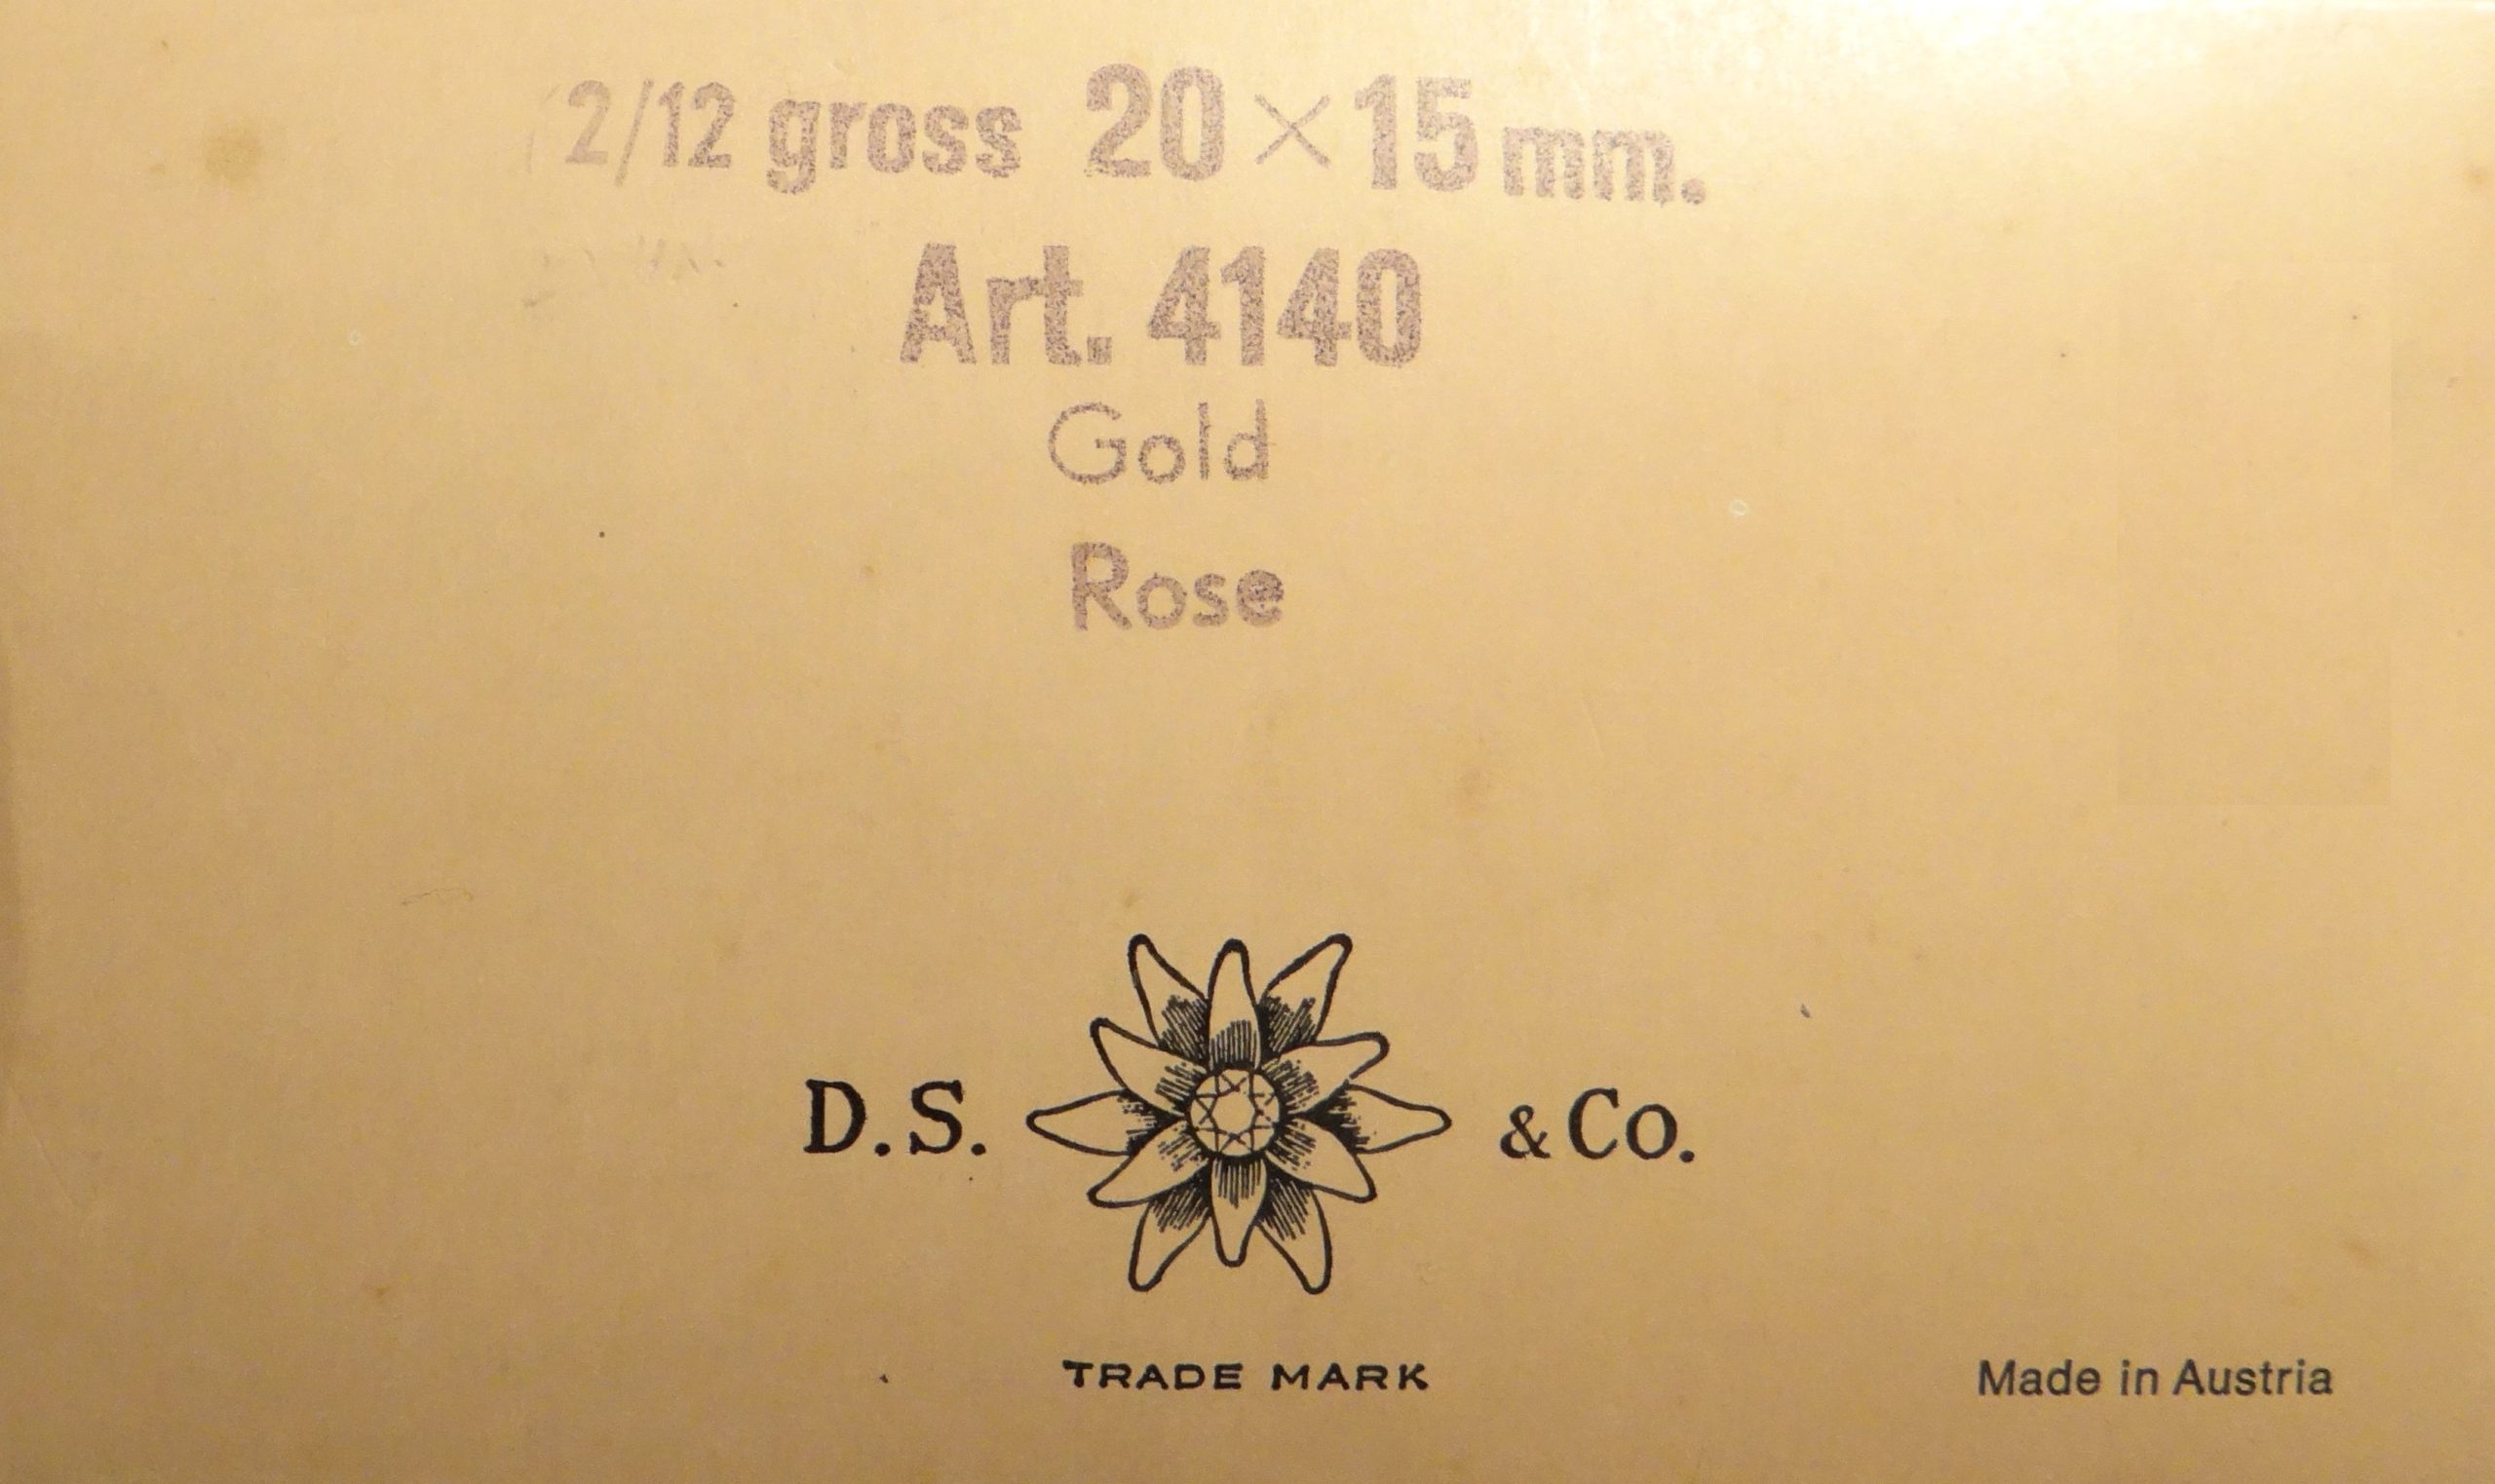 2/12 gross 20×15 mm.
Art. 4140
Gold
Rose
D.S. & Co.
TRADE MARK
Made in Austria